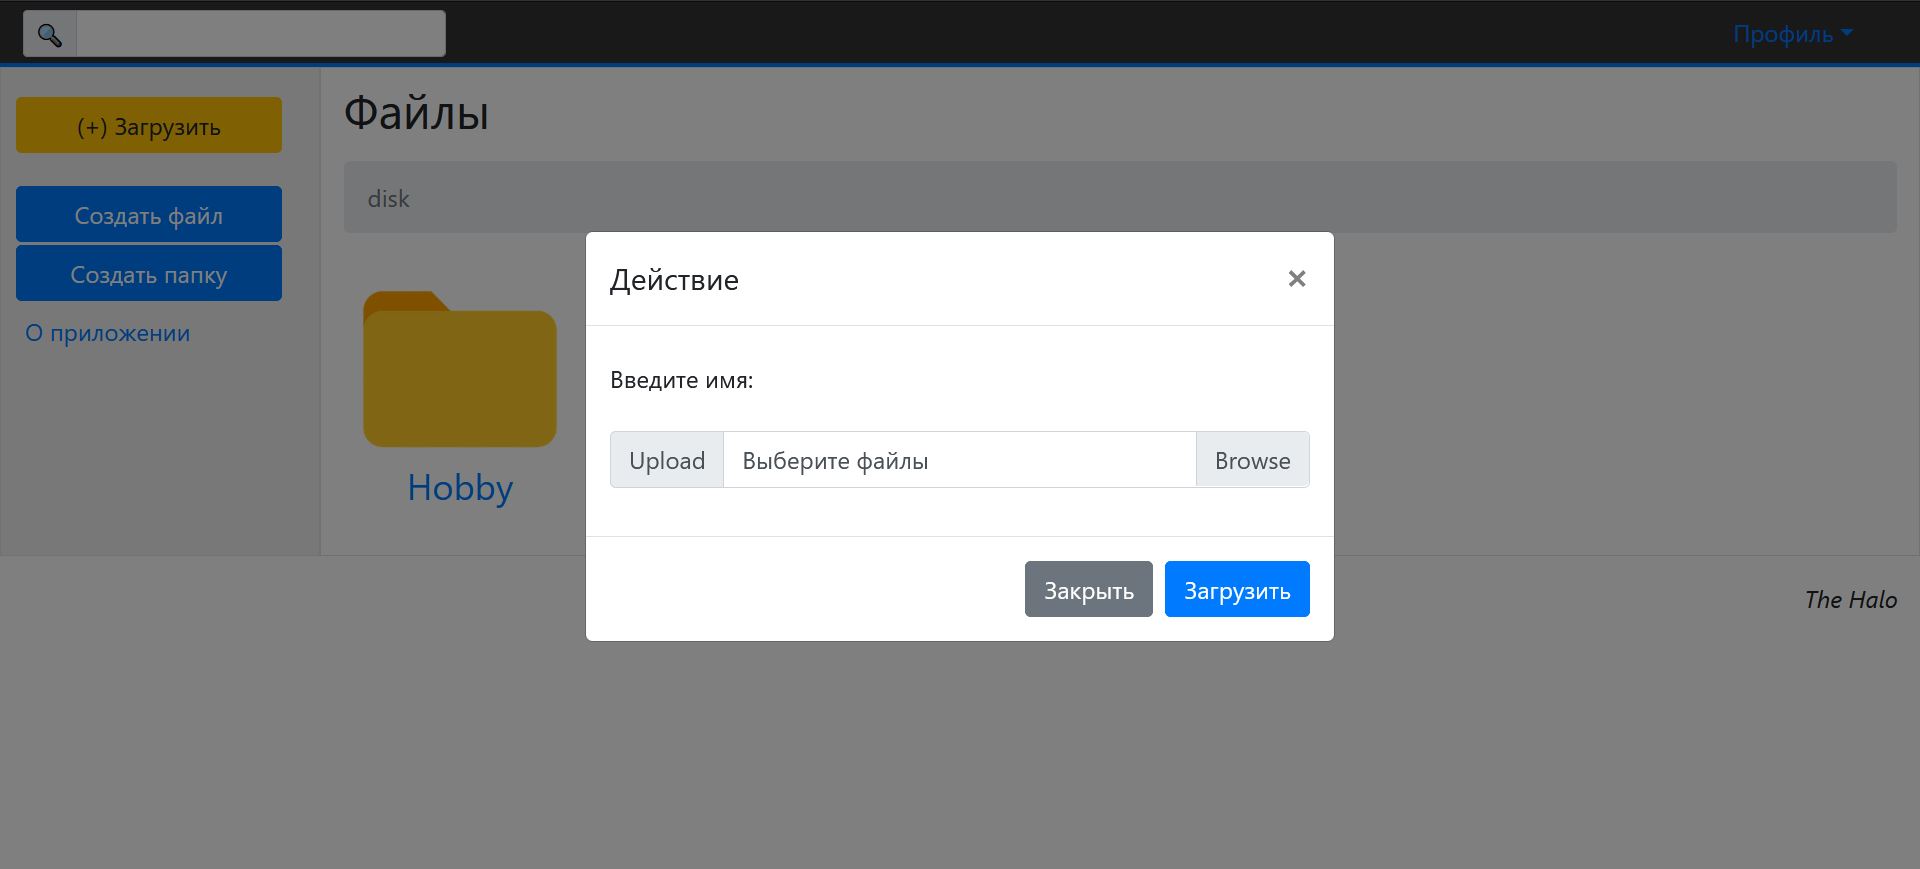 Профиль
(+) Загрузить
Создать файл
Создать папку
О приложении
Файлы
disk
Hobby
Действие
×
Введите имя:
Upload Выберите файлы Browse
Закрыть Загрузить
The Halo